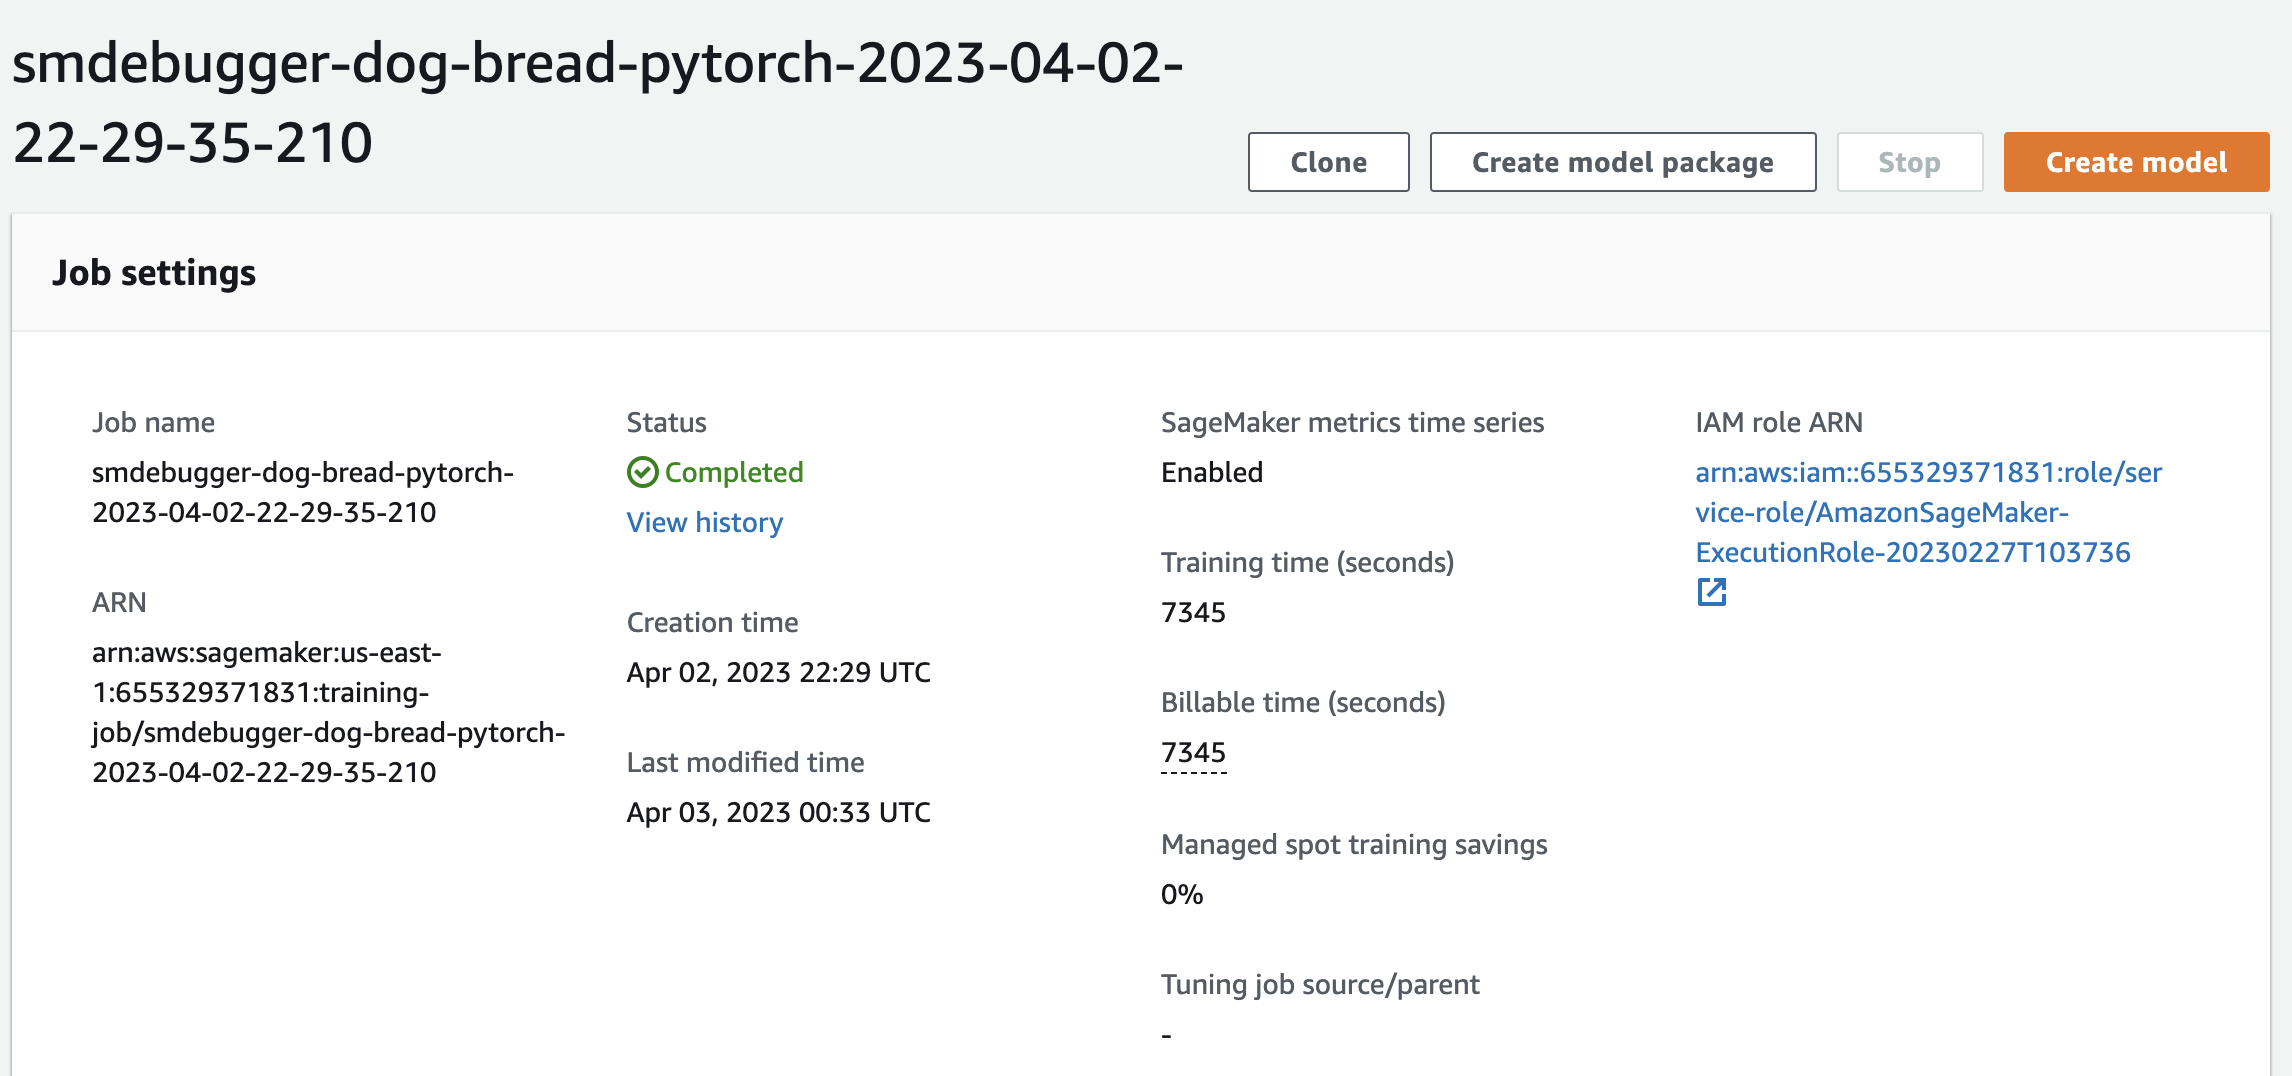 smdebugger-dog-bread-pytorch-2023-04-02-
22-29-35-210
Clone
Create model package
Stop
Create model
Job settings
Job name
smdebugger-dog-bread-pytorch-
2023-04-02-22-29-35-210
ARN
arn:aws:sagemaker:us-east-
1:655329371831:training-
job/smdebugger-dog-bread-pytorch-
2023-04-02-22-29-35-210
Status
Completed
View history
Creation time
Apr 02, 2023 22:29 UTC
Last modified time
Apr 03, 2023 00:33 UTC
SageMaker metrics time series
Enabled
Training time (seconds)
7345
Billable time (seconds)
7345
Managed spot training savings
0%
Tuning job source/parent
-
IAM role ARN
arn:aws:iam::655329371831:role/ser
vice-role/AmazonSageMaker-
ExecutionRole-20230227T103736